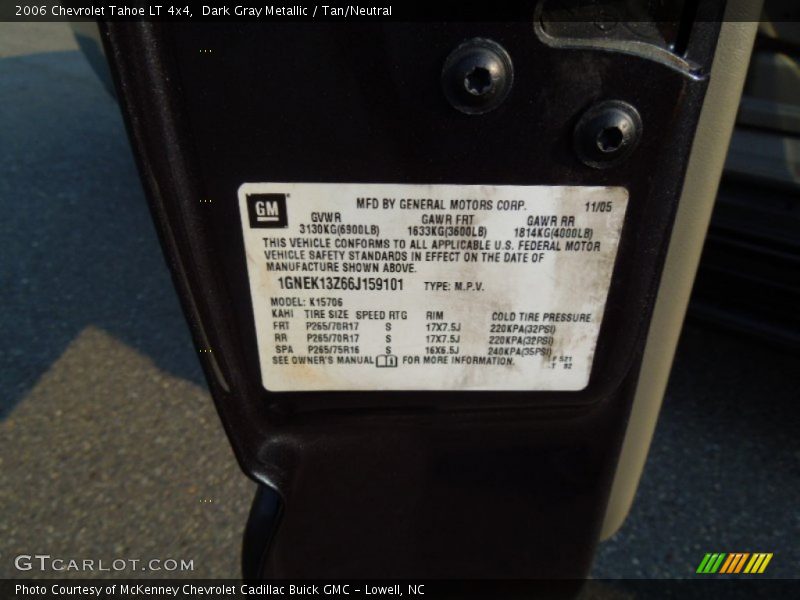 2006 Chevrolet Tahoe LT 4x4, Dark Gray Metallic / Tan/Neutral
GM
MFD BY GENERAL MOTORS CORP. 11/05
GVWR GAWR FRT GAWR RR
3130KG(6900LB) 1633KG(3600LB) 1814KG(4000LB)
THIS VEHICLE CONFORMS TO ALL APPLICABLE U.S. FEDERAL MOTOR
VEHICLE SAFETY STANDARDS IN EFFECT ON THE DATE OF
MANUFACTURE SHOWN ABOVE.
1GNEK13Z66J159101 TYPE: M.P.V.
MODEL: K15706
KAHI TIRE SIZE SPEED RTG RIM COLD TIRE PRESSURE
FRT P265/70R17 S 17X7.5J 220KPA(32PSI)
RR P265/70R17 S 17X7.5J 220KPA(32PSI)
SPA P265/75R16 S 16X6.5J 240KPA(35PSI)
SEE OWNER'S MANUAL FOR MORE INFORMATION.
GTCARLOT.COM
Photo Courtesy of McKenney Chevrolet Cadillac Buick GMC - Lowell, NC